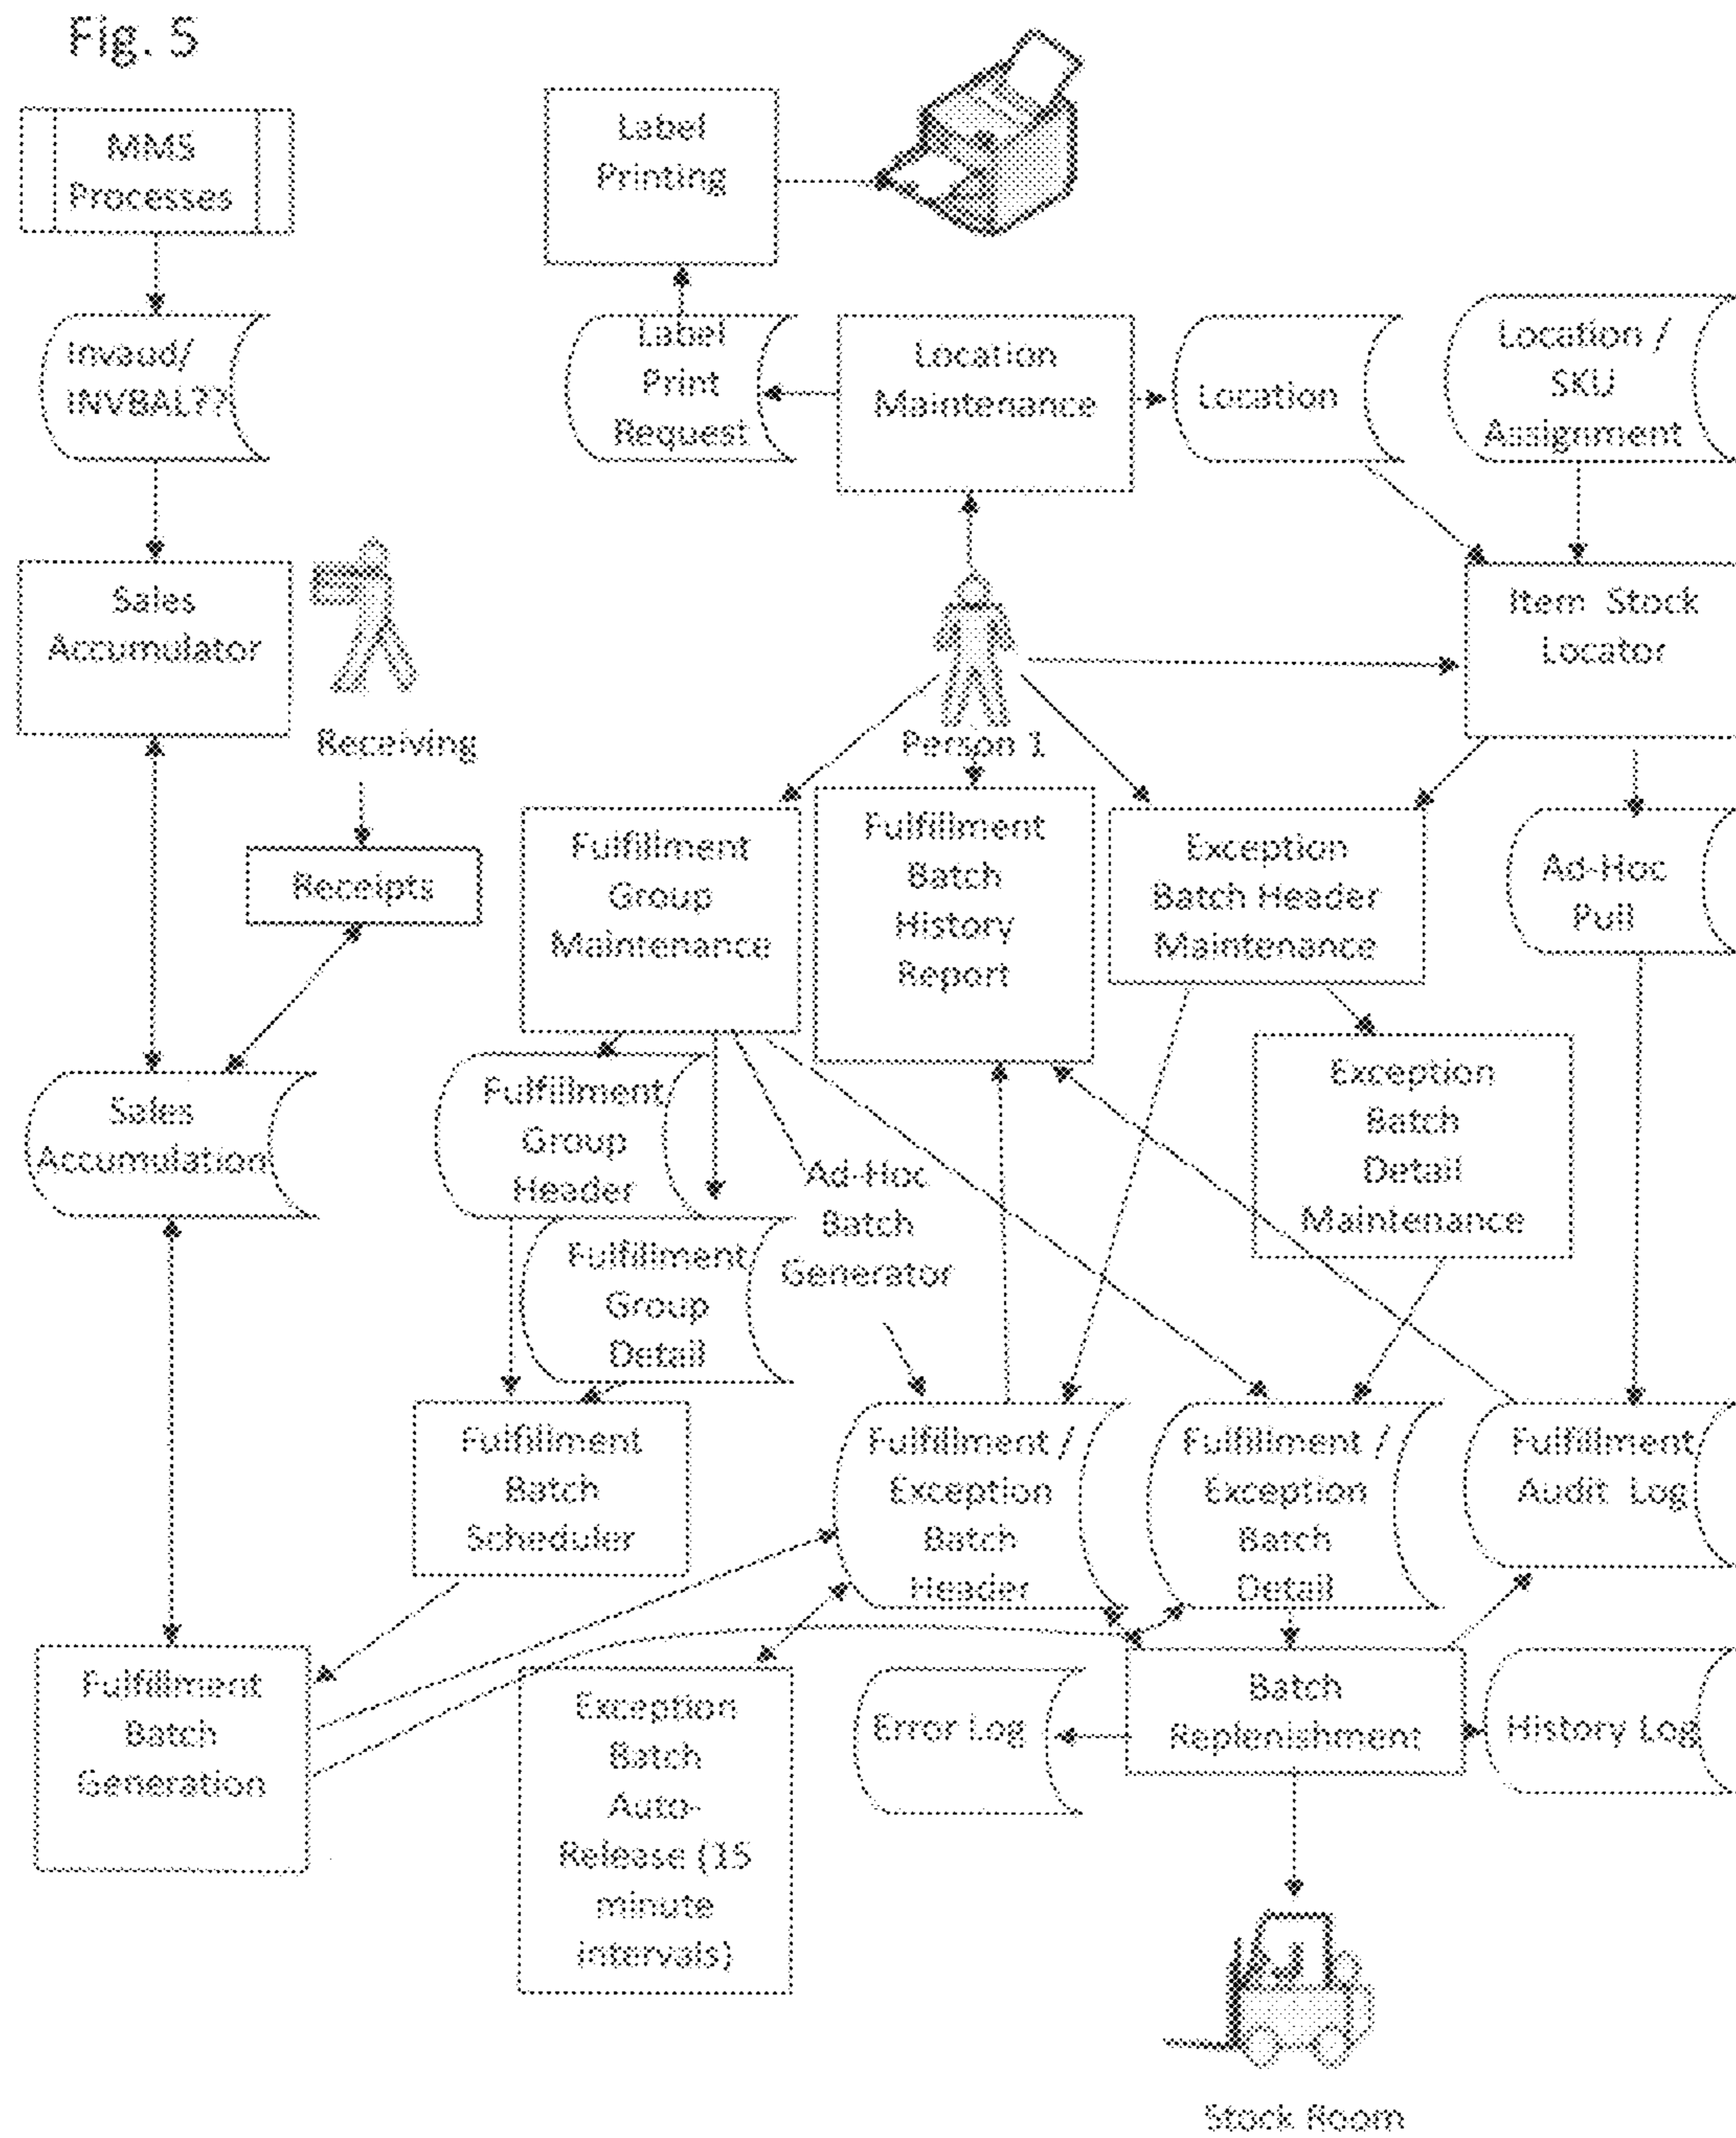 Fig. 5
MMS
Processes
Label
Printing
Invaud/
INVBAL??
Label
Print
Request
Location
Maintenance
Location
Location /
SKU
Assignment
Sales
Accumulator
Receiving
Person 1
Item Stock
Locator
Receipts
Fulfillment
Group
Maintenance
Fulfillment
Batch
History
Report
Exception
Batch Header
Maintenance
Ad-Hoc
Pull
Sales
Accumulation
Fulfillment
Group
Header
Fulfillment
Group
Detail
Ad-Hoc
Batch
Generator
Exception
Batch
Detail
Maintenance
Fulfillment
Batch
Scheduler
Fulfillment /
Exception
Batch
Header
Fulfillment /
Exception
Batch
Detail
Fulfillment
Audit Log
Fulfillment
Batch
Generation
Exception
Batch
Auto-
Release (15
minute
intervals)
Error Log
Batch
Replenishment
History Log
Stock Room